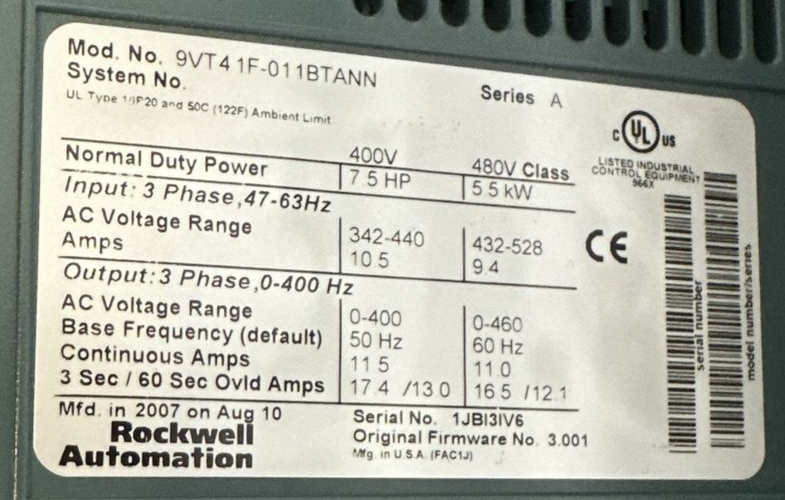 Mod. No. 9VT41F-011BTANN
Series A
System No.
UL Type 1/IP20 and 50C (122F) Ambient Limit
C UL US
LISTED INDUSTRIAL
CONTROL EQUIPMENT
966X
400V 480V Class
Normal Duty Power 7.5 HP 5.5 kW
Input: 3 Phase,47-63Hz
AC Voltage Range 342-440 432-528
Amps 10.5 9.4
CE
Output:3 Phase,0-400 Hz
AC Voltage Range 0-400 0-460
Base Frequency (default) 50 Hz 60 Hz
Continuous Amps 11.5 11.0
3 Sec / 60 Sec Ovld Amps 17.4 /13.0 16.5 /12.1
Mfd. in 2007 on Aug 10
Serial No. 1JBI3IV6
Rockwell
Automation
Original Firmware No. 3.001
Mfg. in U.S.A. (FAC1J)
serial number
model number/series